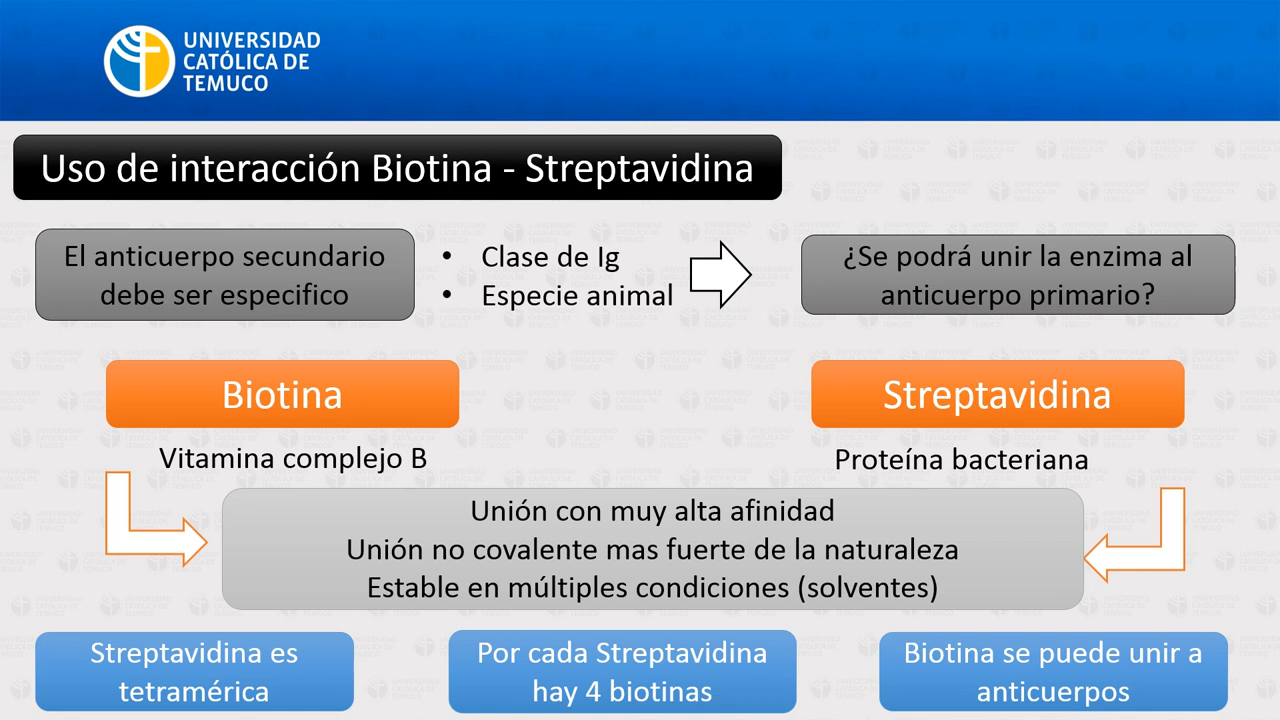 UNIVERSIDAD
CATÓLICA DE
TEMUCO
Uso de interacción Biotina - Streptavidina
El anticuerpo secundario
debe ser especifico
• Clase de Ig
• Especie animal
¿Se podrá unir la enzima al
anticuerpo primario?
Biotina
Streptavidina
Vitamina complejo B
Proteína bacteriana
Unión con muy alta afinidad
Unión no covalente mas fuerte de la naturaleza
Estable en múltiples condiciones (solventes)
Streptavidina es
tetramérica
Por cada Streptavidina
hay 4 biotinas
Biotina se puede unir a
anticuerpos